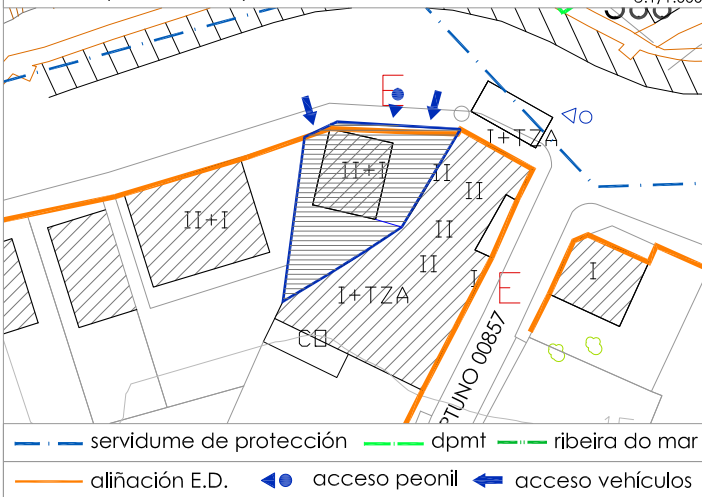 E
I+TZA
II+I
II
II
II+I
II
II
I
I
E
I+TZA
PTUNO 00857
servidume de protección
dpmt
ribeira do mar
aliñación E.D.
acceso peonil
acceso vehículos